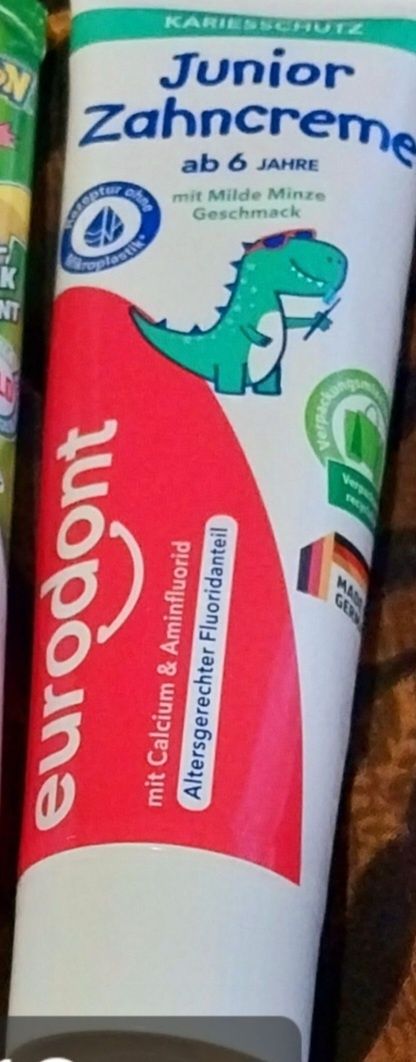 KARIESSCHUTZ
Junior
Zahncreme
ab 6 JAHRE
mit Milde Minze
Geschmack
Rezeptur ohne
Mikroplastik*
eurodont
mit Calcium & Aminfluorid
Altersgerechter Fluoridanteil
MADE